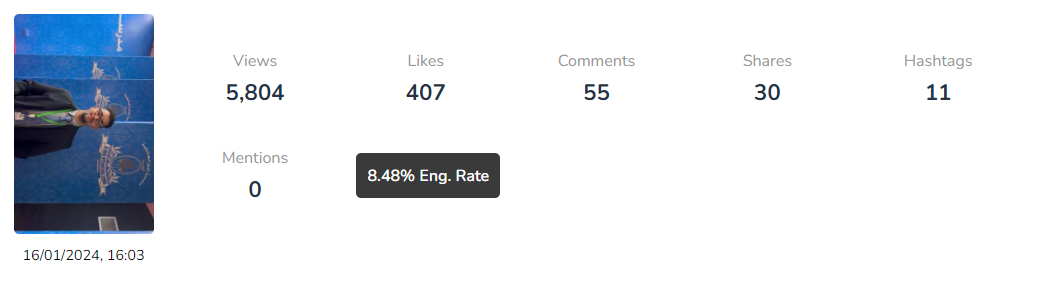 Views
Likes
Comments
Shares
Hashtags
5,804
407
55
30
11
Mentions
8.48% Eng. Rate
0
16/01/2024, 16:03